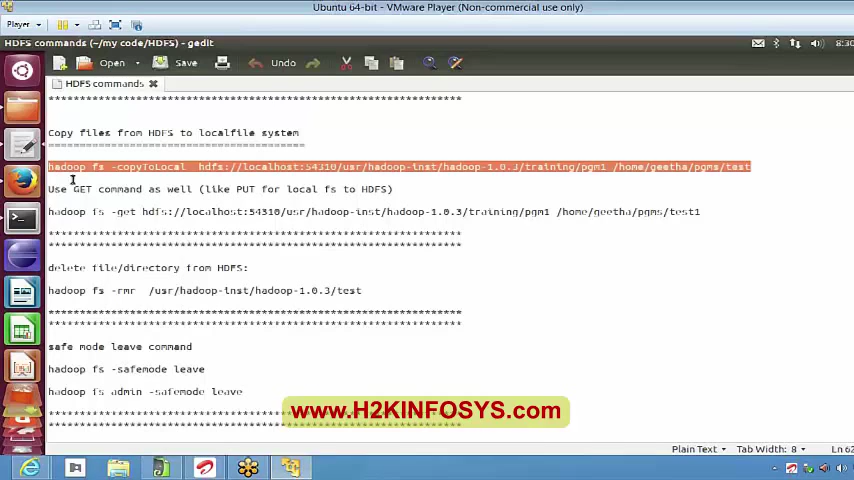 Ubuntu 64-bit - VMware Player (Non-commercial use only)
Player
HDFS commands (~/my code/HDFS) - gedit
8:30
Open
Save
Undo
HDFS commands
******************************************************************
Copy files from HDFS to localfile system
=========================================
hadoop fs -copyToLocal hdfs://localhost:54310/usr/hadoop-inst/hadoop-1.0.3/training/pgm1 /home/geetha/pgms/test
Use GET command as well (like PUT for local fs to HDFS)
hadoop fs -get hdfs://localhost:54310/usr/hadoop-inst/hadoop-1.0.3/training/pgm1 /home/geetha/pgms/test1
******************************************************************
******************************************************************
delete file/directory from HDFS:
hadoop fs -rmr /usr/hadoop-inst/hadoop-1.0.3/test
******************************************************************
******************************************************************
safe mode leave command
hadoop fs -safemode leave
hadoop fs admin -safemode leave
www.H2KINFOSYS.com
******************************************************************
Plain Text
Tab Width: 8
Ln 62